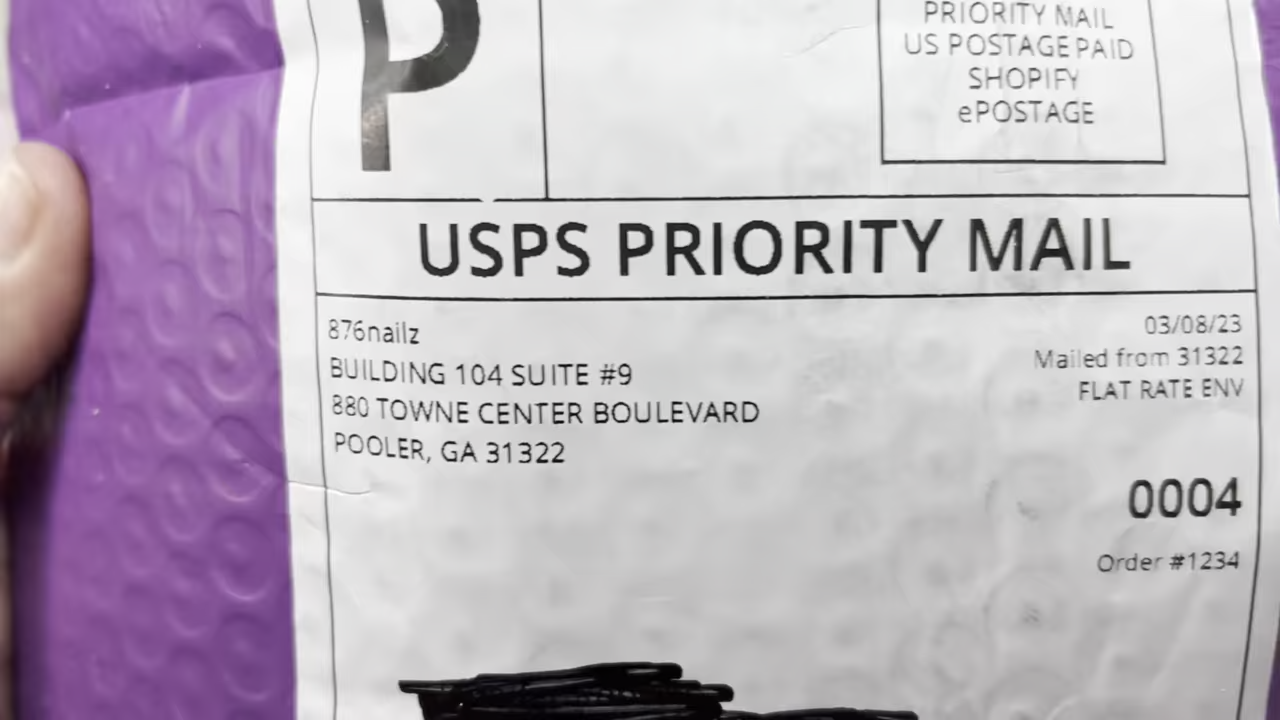 P
PRIORITY MAIL
US POSTAGE PAID
SHOPIFY
ePOSTAGE
USPS PRIORITY MAIL
876nailz
BUILDING 104 SUITE #9
880 TOWNE CENTER BOULEVARD
POOLER, GA 31322
03/08/23
Mailed from 31322
FLAT RATE ENV
0004
Order #1234